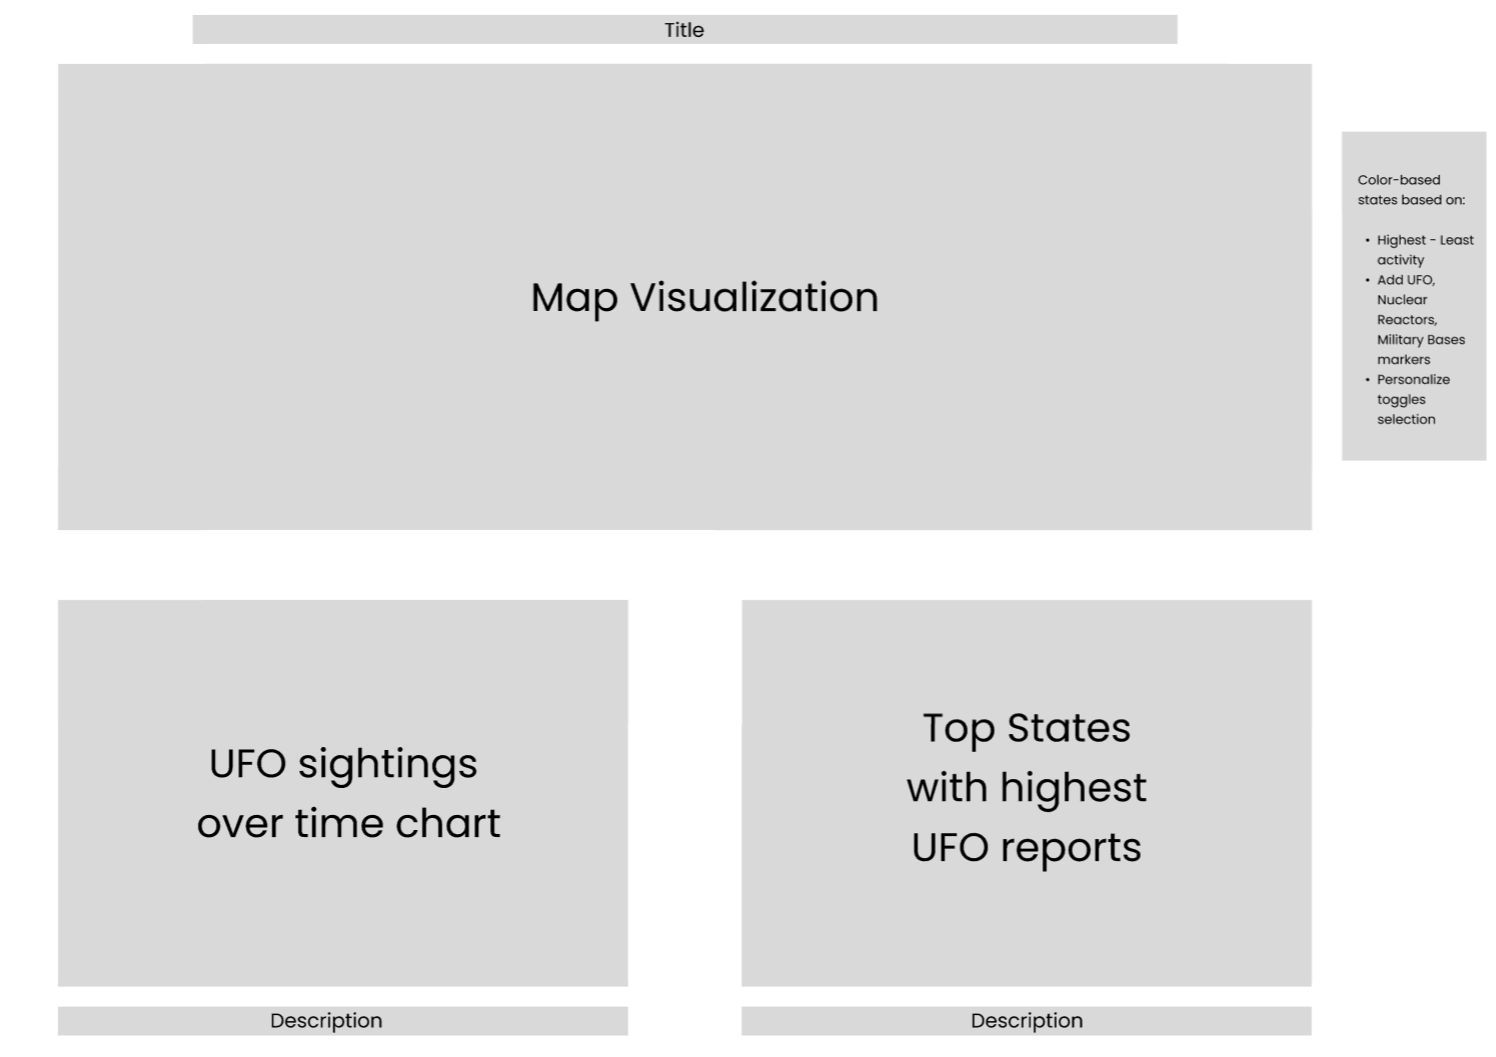 Title
Map Visualization
Color-based
states based on:
• Highest - Least
activity
• Add UFO,
Nuclear
Reactors,
Military Bases
markers
• Personalize
toggles
selection
UFO sightings
over time chart
Top States
with highest
UFO reports
Description
Description